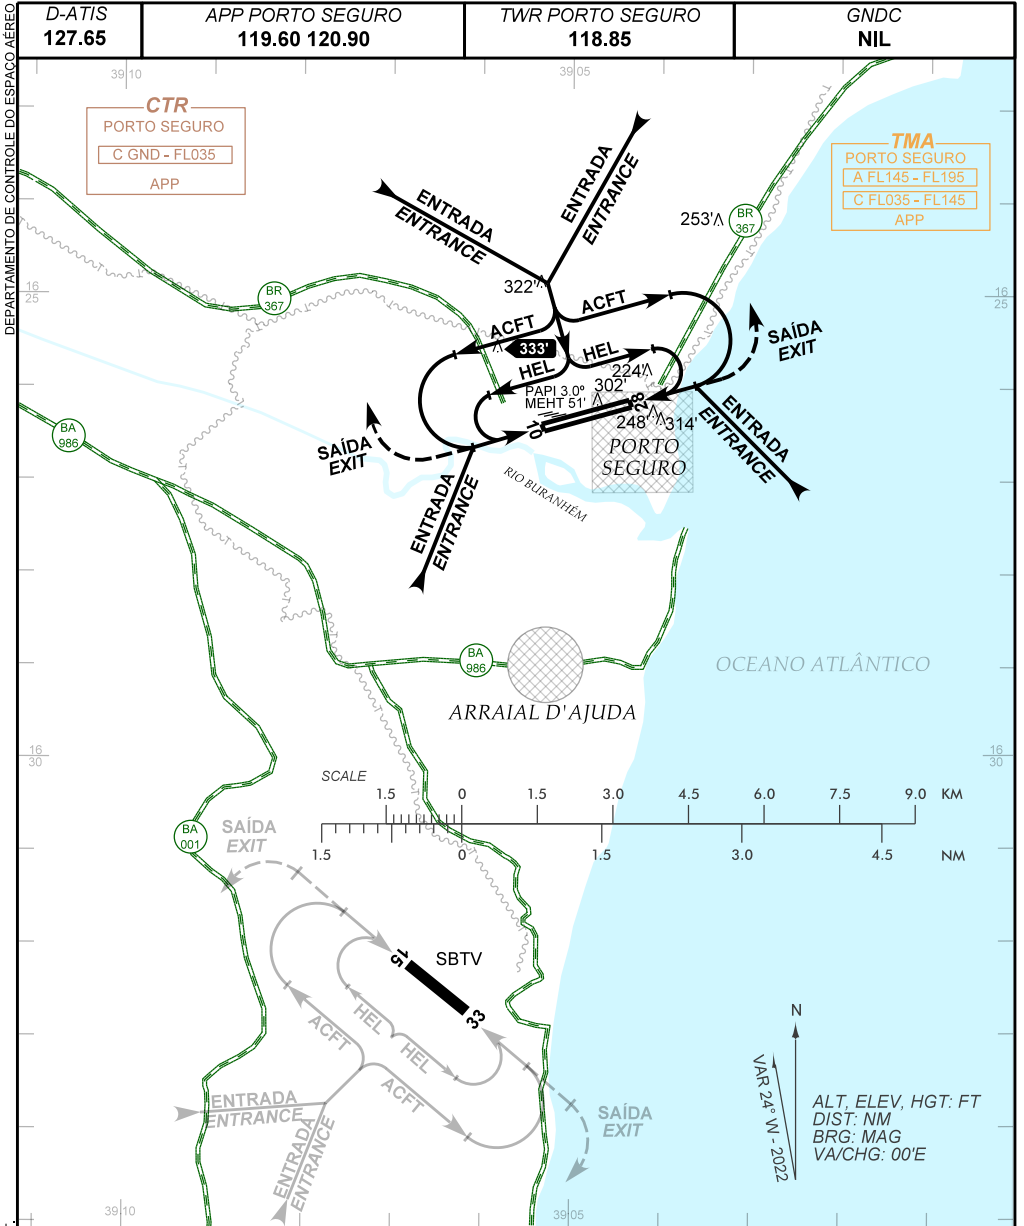 DEPARTAMENTO DE CONTROLE DO ESPAÇO AÉREO
D-ATIS
127.65
APP PORTO SEGURO
119.60 120.90
TWR PORTO SEGURO
118.85
GNDC
NIL
39 10
39 05
CTR
PORTO SEGURO
C GND - FL035
APP
TMA
PORTO SEGURO
A FL145 - FL195
C FL035 - FL145
APP
ENTRADA
ENTRANCE
ENTRADA
ENTRANCE
253'
BR
367
322'
16
25
BR
367
16
25
ACFT
ACFT
333'
HEL
HEL
224'
SAÍDA
EXIT
PAPI 3.0º
MEHT 51'
302'
10
28
248'
314'
PORTO
SEGURO
ENTRADA
ENTRANCE
BA
986
SAÍDA
EXIT
RIO BURANHÉM
ENTRADA
ENTRANCE
BA
986
OCEANO ATLÂNTICO
ARRAIAL D'AJUDA
16
30
16
30
SCALE
1.5
0
1.5
3.0
4.5
6.0
7.5
9.0
KM
1.5
0
1.5
3.0
4.5
NM
BA
001
SAÍDA
EXIT
15
SBTV
33
HEL
HEL
ACFT
ACFT
ENTRADA
ENTRANCE
ENTRADA
ENTRANCE
SAÍDA
EXIT
N
VAR 24° W - 2022
ALT, ELEV, HGT: FT
DIST: NM
BRG: MAG
VA/CHG: 00'E
39 10
39 05